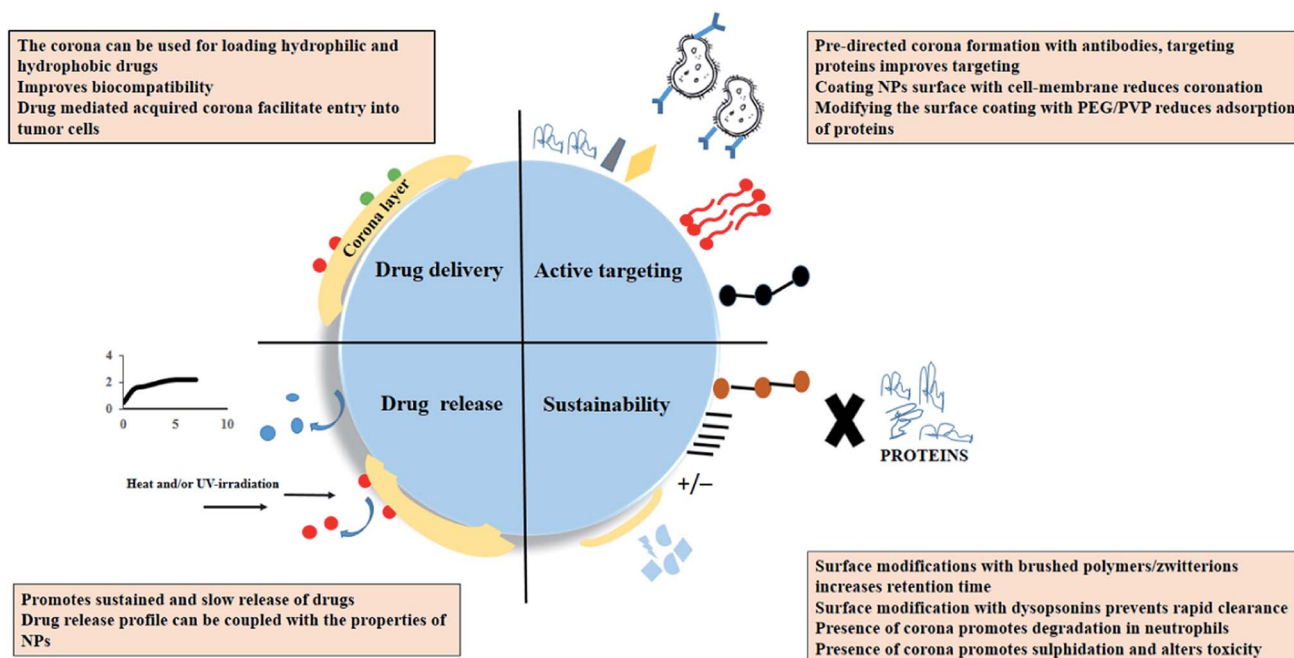 The corona can be used for loading hydrophilic and
hydrophobic drugs
Improves biocompatibility
Drug mediated acquired corona facilitate entry into
tumor cells
Pre-directed corona formation with antibodies, targeting
proteins improves targeting
Coating NPs surface with cell-membrane reduces coronation
Modifying the surface coating with PEG/PVP reduces adsorption
of proteins
Corona layer
Drug delivery
Active targeting
4
2
0
0
5
10
Drug release
Sustainability
PROTEINS
Heat and/or UV-irradiation
+/−
Promotes sustained and slow release of drugs
Drug release profile can be coupled with the properties of
NPs
Surface modifications with brushed polymers/zwitterions
increases retention time
Surface modification with dysopsonins prevents rapid clearance
Presence of corona promotes degradation in neutrophils
Presence of corona promotes sulphidation and alters toxicity